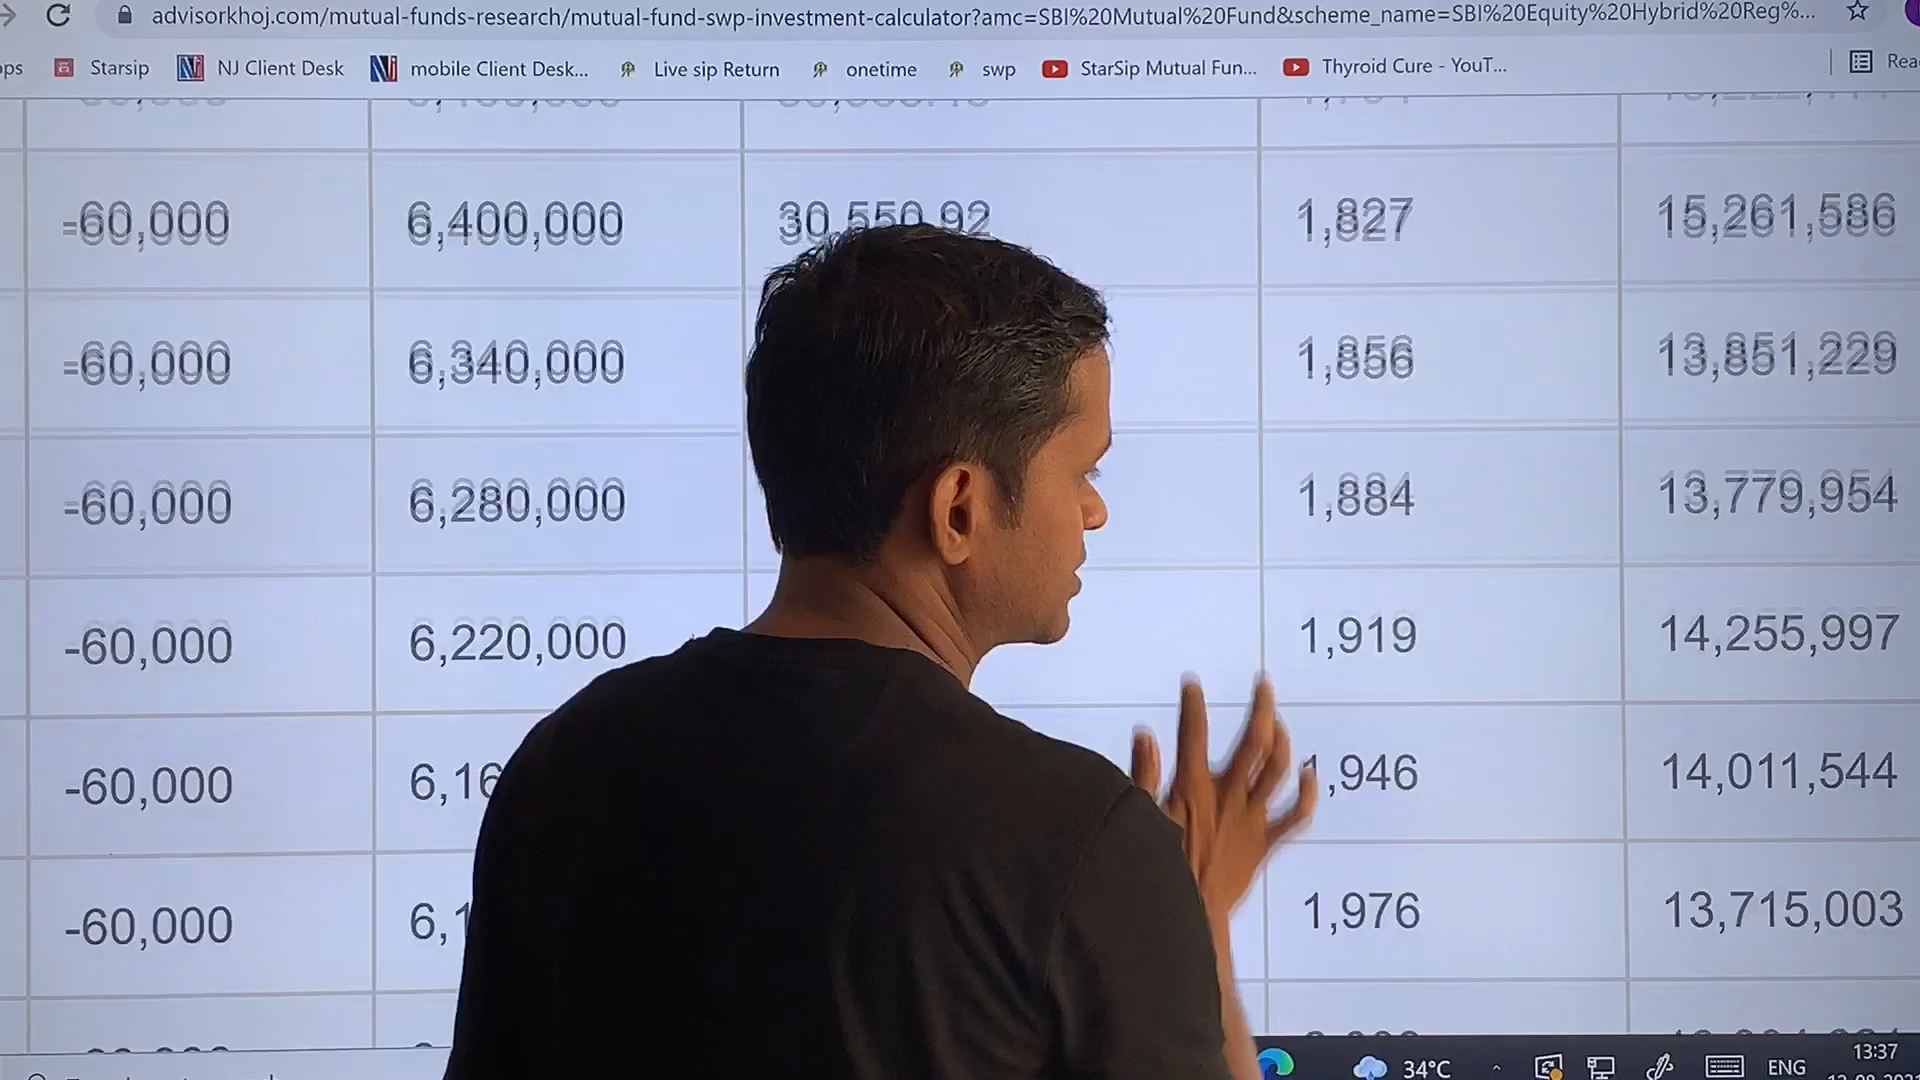 advisorkhoj.com/mutual-funds-research/mutual-fund-swp-investment-calculator?amc=SBI%20Mutual%20Fund&scheme_name=SBI%20Equity%20Hybrid%20Reg%...
Starsip NJ Client Desk mobile Client Desk... Live sip Return onetime swp StarSip Mutual Fun... Thyroid Cure - YouT...
-60,000 6,400,000 30,550.92 1,827 15,261,586
-60,000 6,340,000 1,856 13,851,229
-60,000 6,280,000 1,884 13,779,954
-60,000 6,220,000 1,919 14,255,997
-60,000 6,16 1,946 14,011,544
-60,000 6,1 1,976 13,715,003
34°C ENG 13:37